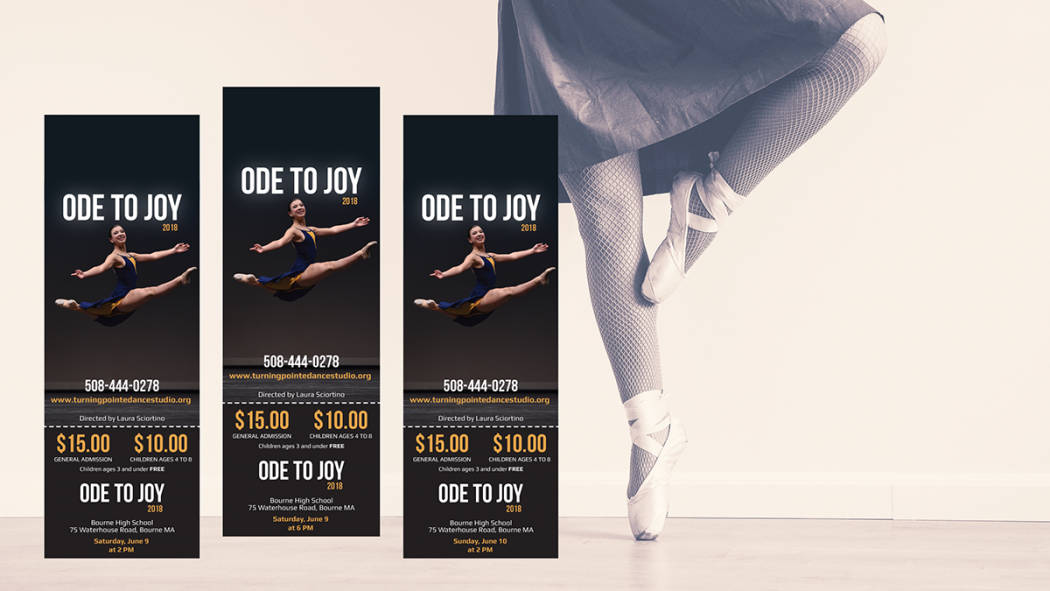 ODE TO JOY
2018
508-444-0278
www.turningpointedancestudio.org
Directed by Laura Sciortino
$15.00 $10.00
GENERAL ADMISSION CHILDREN AGES 4 TO 8
Children ages 3 and under FREE
ODE TO JOY
2018
Bourne High School
75 Waterhouse Road, Bourne MA
Saturday, June 9
at 2 PM
ODE TO JOY
2018
508-444-0278
www.turningpointedancestudio.org
Directed by Laura Sciortino
$15.00 $10.00
GENERAL ADMISSION CHILDREN AGES 4 TO 8
Children ages 3 and under FREE
ODE TO JOY
2018
Bourne High School
75 Waterhouse Road, Bourne MA
Saturday, June 9
at 6 PM
ODE TO JOY
2018
508-444-0278
www.turningpointedancestudio.org
Directed by Laura Sciortino
$15.00 $10.00
GENERAL ADMISSION CHILDREN AGES 4 TO 8
Children ages 3 and under FREE
ODE TO JOY
2018
Bourne High School
75 Waterhouse Road, Bourne MA
Sunday, June 10
at 2 PM